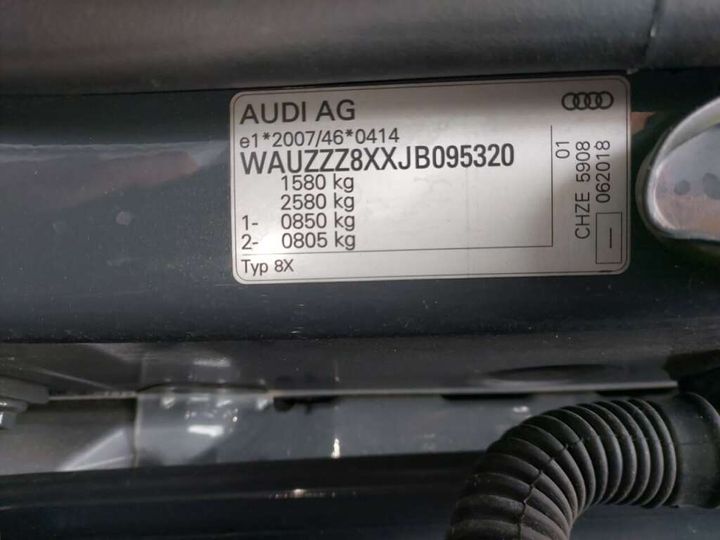 AUDI AG
e1*2007/46*0414
WAUZZZ8XXJB095320
1580 kg
2580 kg
1- 0850 kg
2- 0805 kg
Typ 8X
01
CHZE 5908
062018